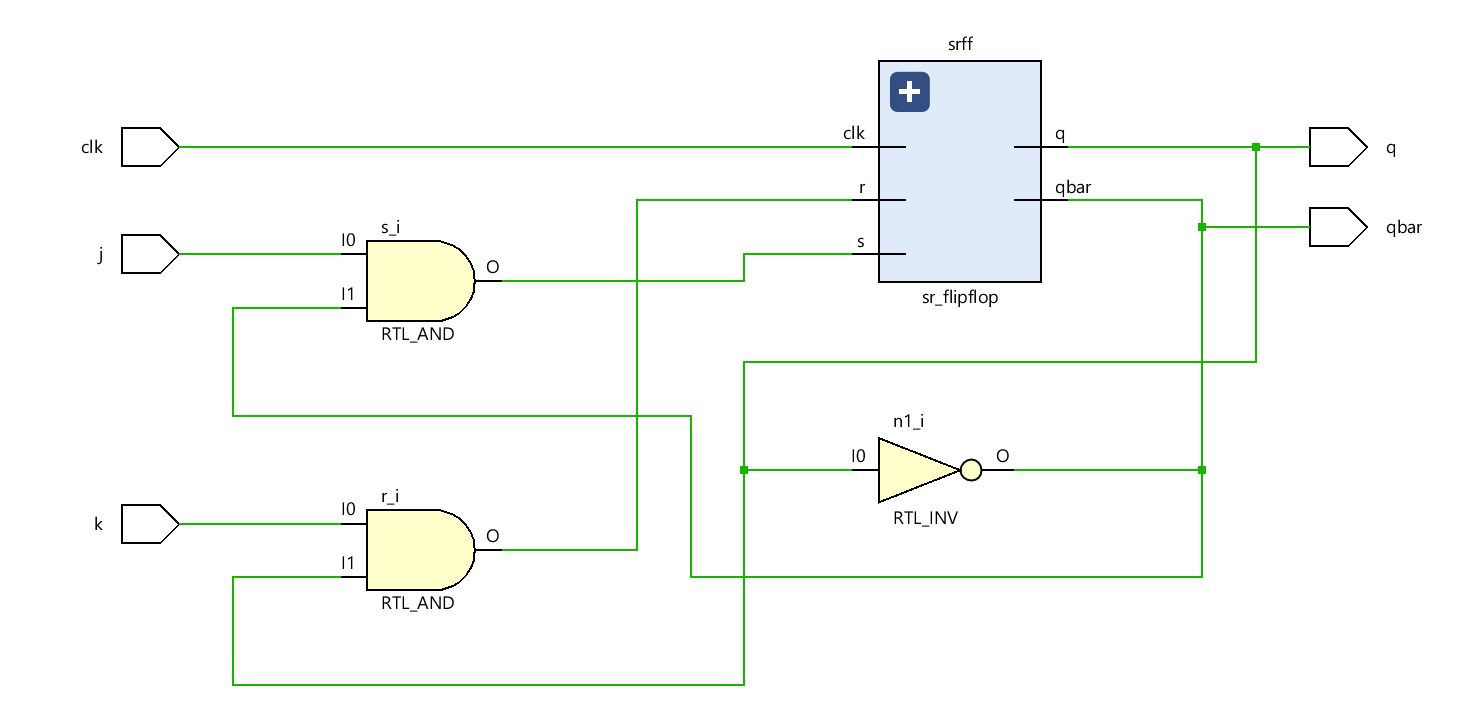 srff
clk
clk
q
q
r
qbar
s
qbar
sr_flipflop
j
s_i
I0
O
I1
RTL_AND
n1_i
I0
O
RTL_INV
k
r_i
I0
O
I1
RTL_AND